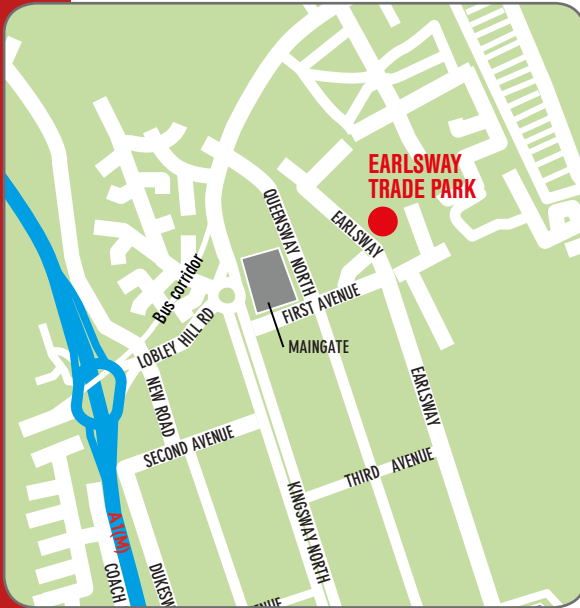 EARLSWAY
TRADE PARK
QUEENSWAY NORTH
EARLSWAY
Bus corridor
FIRST AVENUE
LOBLEY HILL RD
MAINGATE
NEW ROAD
EARLSWAY
SECOND AVENUE
THIRD AVENUE
KINGSWAY NORTH
A1(M)
COACH